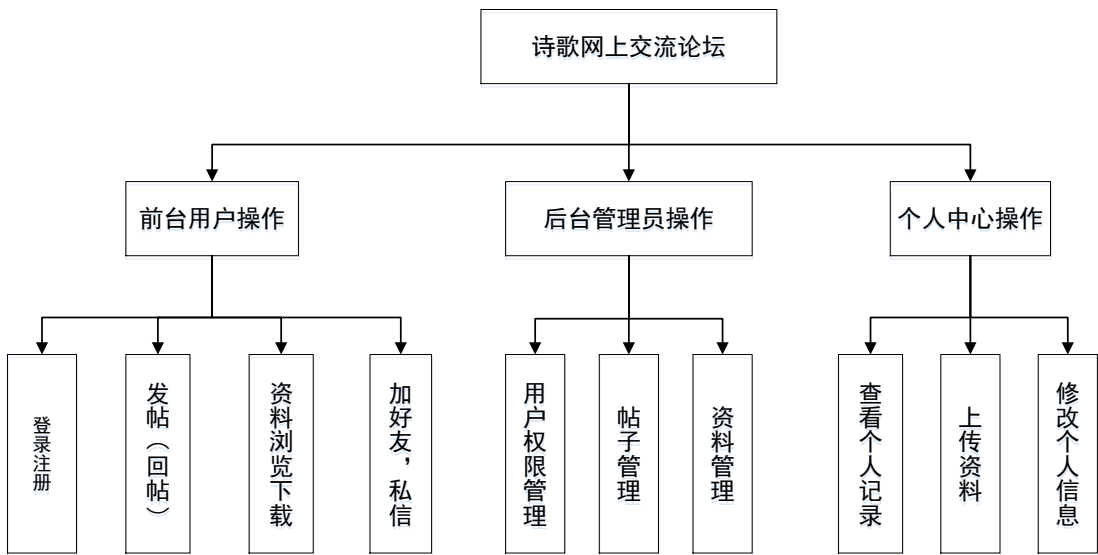 诗歌网上交流论坛
前台用户操作
后台管理员操作
个人中心操作
登录注册
发帖（回帖）
资料浏览下载
加好友，私信
用户权限管理
帖子管理
资料管理
查看个人记录
上传资料
修改个人信息